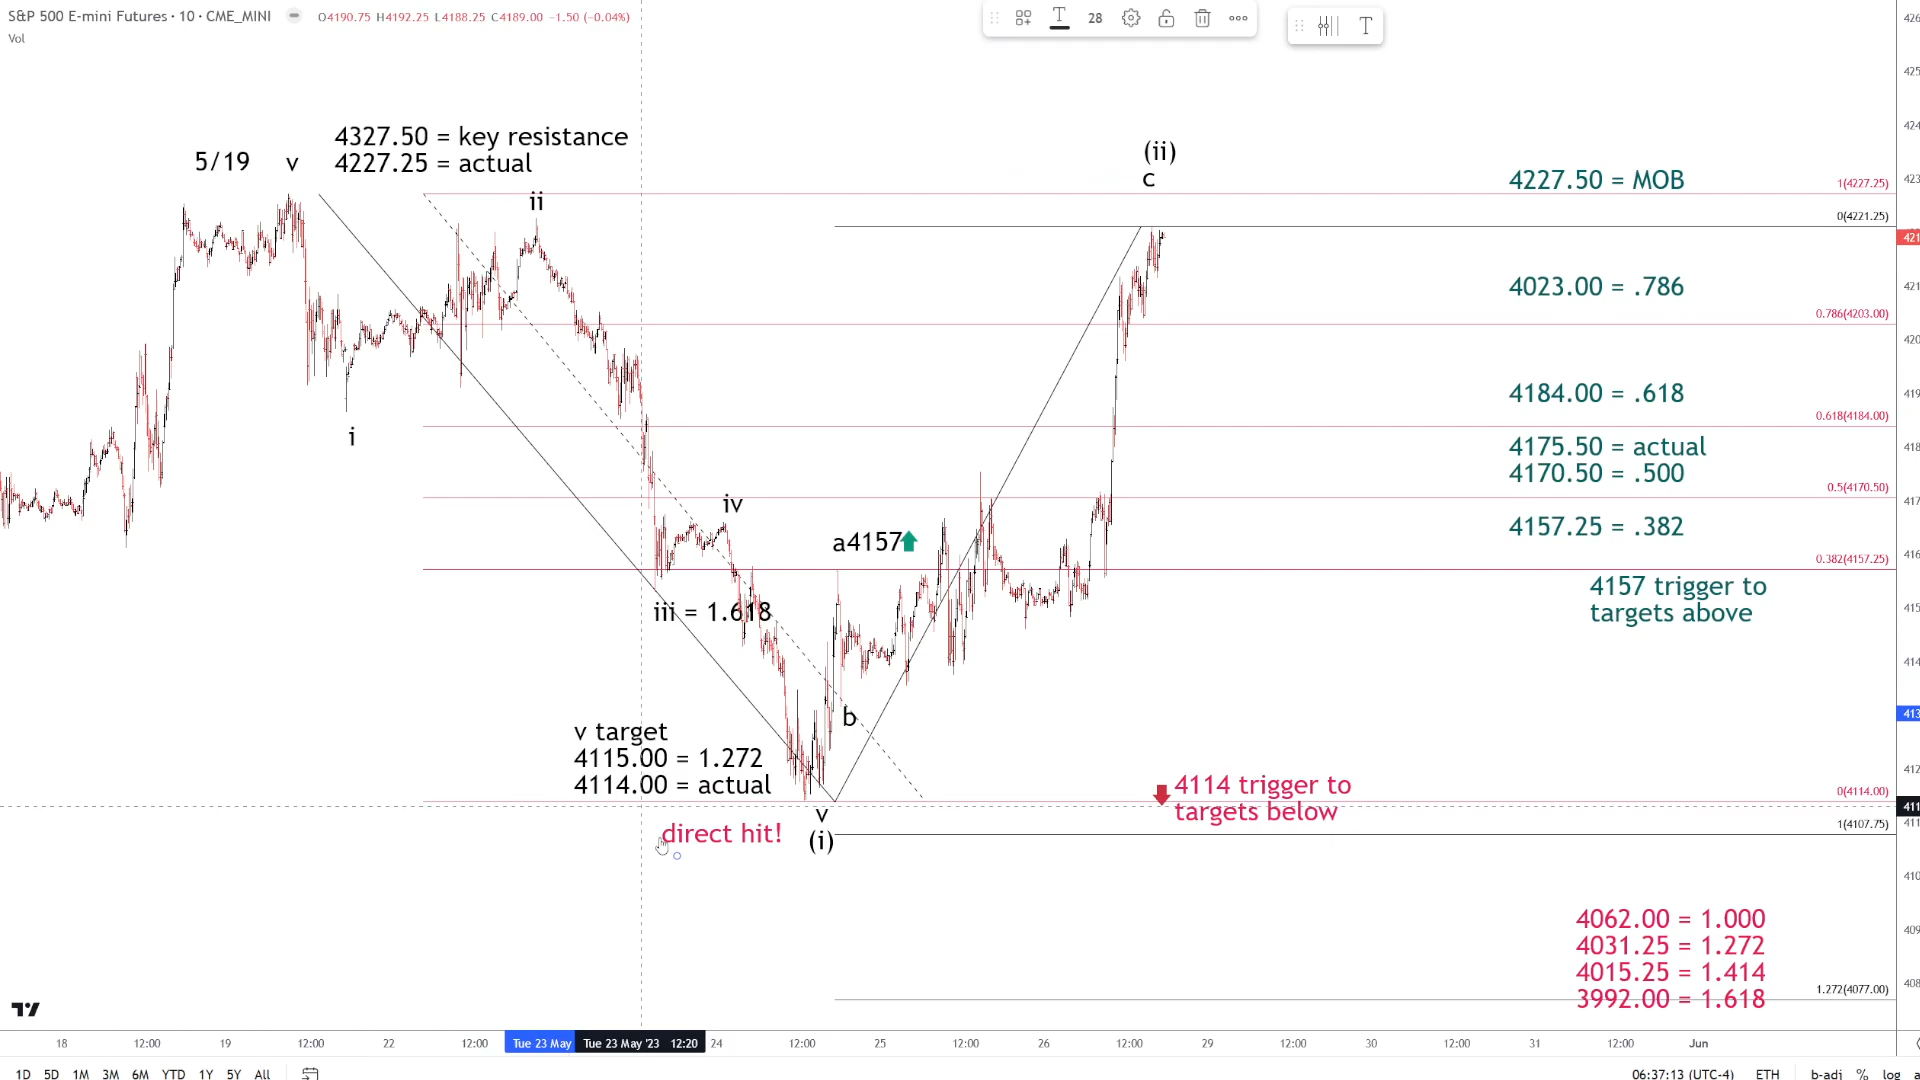 S&P 500 E-mini Futures · 10 · CME_MINI O4190.75 H4192.25 L4188.25 C4189.00 −1.50 (−0.04%)
Vol
28
T
4327.50 = key resistance
4227.25 = actual
5/19 v
ii
i
iv
iii = 1.618
a4157
b
v target
4115.00 = 1.272
4114.00 = actual
v
(i)
direct hit!
(ii)
c
4227.50 = MOB
4023.00 = .786
4184.00 = .618
4175.50 = actual
4170.50 = .500
4157.25 = .382
4157 trigger to
targets above
4114 trigger to
targets below
4062.00 = 1.000
4031.25 = 1.272
4015.25 = 1.414
3992.00 = 1.618
1(4227.25)
0(4221.25)
0.786(4203.00)
0.618(4184.00)
0.5(4170.50)
0.382(4157.25)
0(4114.00)
1(4107.75)
1.272(4077.00)
18 12:00 19 12:00 22 12:00 Tue 23 May Tue 23 May '23 12:20 24 12:00 25 12:00 26 12:00 29 12:00 30 12:00 31 12:00 Jun
1D 5D 1M 3M 6M YTD 1Y 5Y All 06:37:13 (UTC-4) ETH b-adj % log